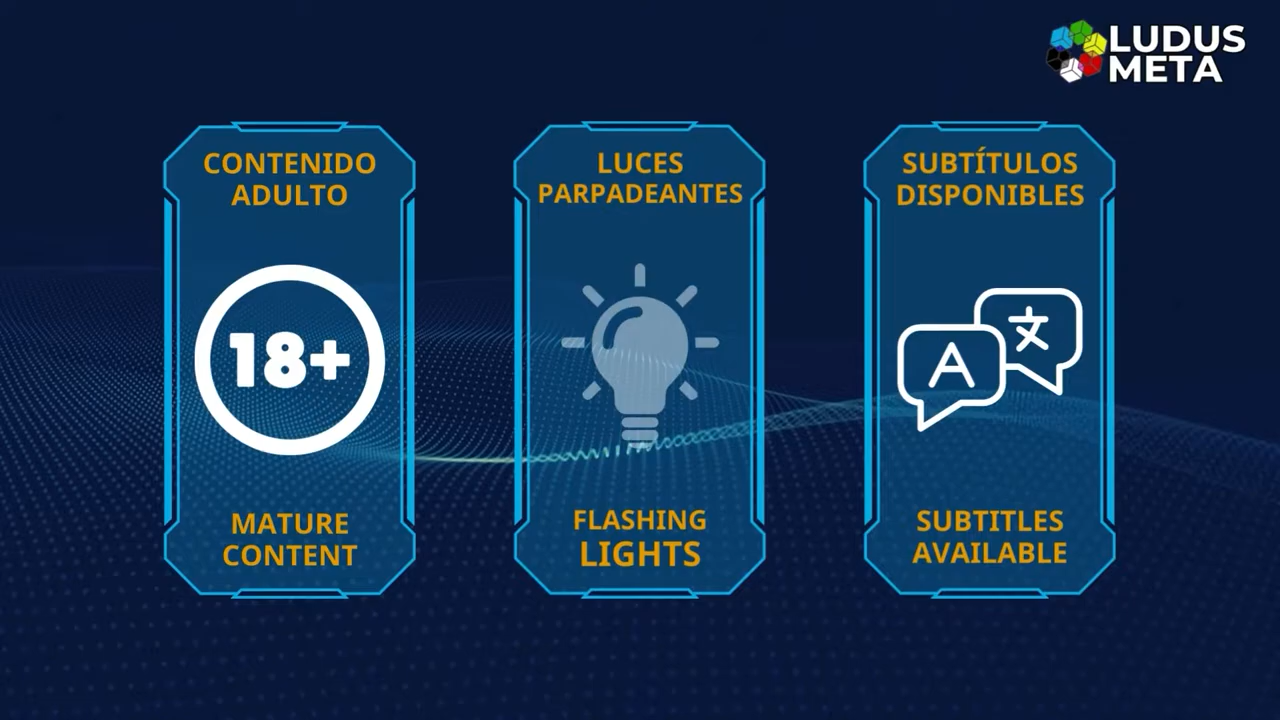 LUDUS
META
CONTENIDO
ADULTO
18+
MATURE
CONTENT
LUCES
PARPADEANTES
FLASHING
LIGHTS
SUBTÍTULOS
DISPONIBLES
A
文
SUBTITLES
AVAILABLE